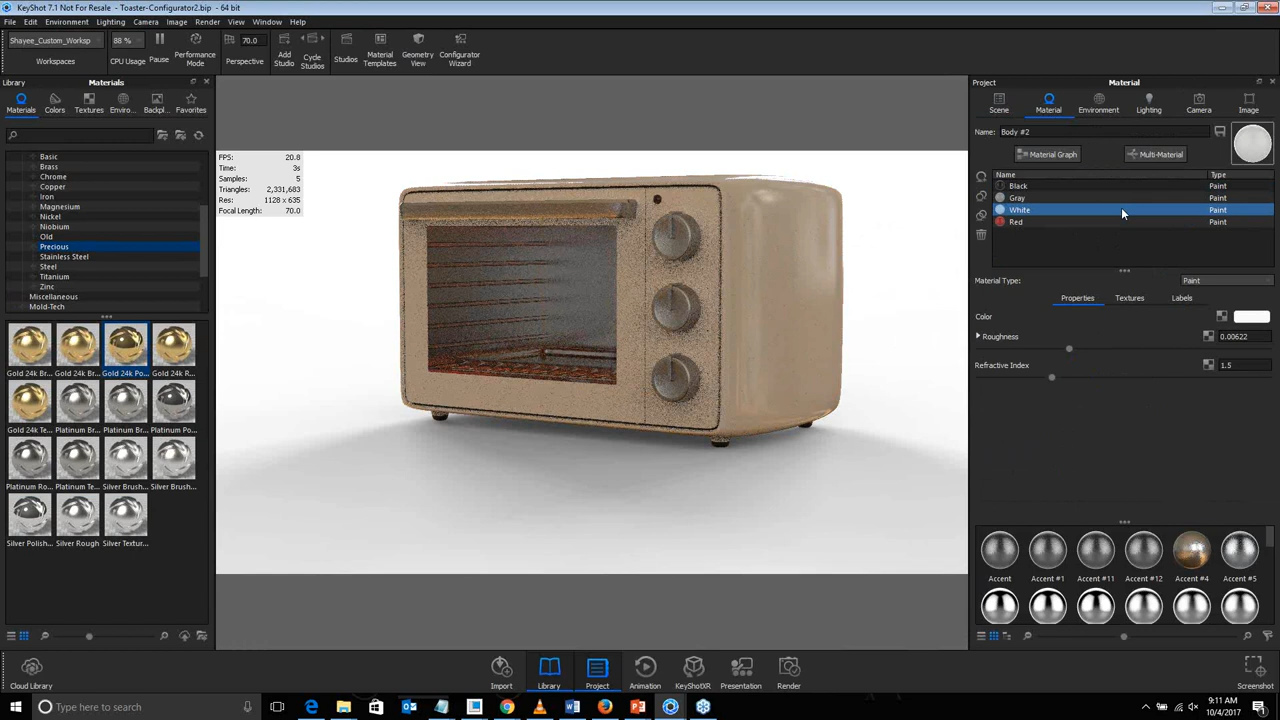 KeyShot 7.1 Not For Resale - Toaster-Configurator2.bip - 64 bit
File Edit Environment Lighting Camera Image Render View Window Help
Shayee_Custom_Worksp 88 % 70.0
Workspaces CPU Usage Pause Performance Mode Perspective Add Studio Cycle Studios Studios Material Templates Geometry View Configurator Wizard
Library Materials
Materials Colors Textures Enviro... Backpl... Favorites
Basic
Brass
Chrome
Copper
Iron
Magnesium
Nickel
Niobium
Old
Precious
Stainless Steel
Steel
Titanium
Zinc
Miscellaneous
Mold-Tech
Gold 24k Br... Gold 24k Br... Gold 24k Po... Gold 24k R...
Gold 24k Te... Platinum Br... Platinum Br... Platinum Po...
Platinum Ro... Platinum Te... Silver Brush... Silver Brush...
Silver Polish... Silver Rough Silver Textur...
Cloud Library
FPS: 20.8
Time: 3s
Samples: 5
Triangles: 2,331,683
Res: 1128 x 635
Focal Length: 70.0
Project Material
Scene Material Environment Lighting Camera Image
Name: Body #2
Material Graph Multi-Material
Name Type
Black Paint
Gray Paint
White Paint
Red Paint
Material Type: Paint
Properties Textures Labels
Color
Roughness 0.00622
Refractive Index 1.5
Accent Accent #1 Accent #11 Accent #12 Accent #4 Accent #5
Import Library Project Animation KeyShotXR Presentation Render
Screenshot
Type here to search
9:11 AM
10/4/2017